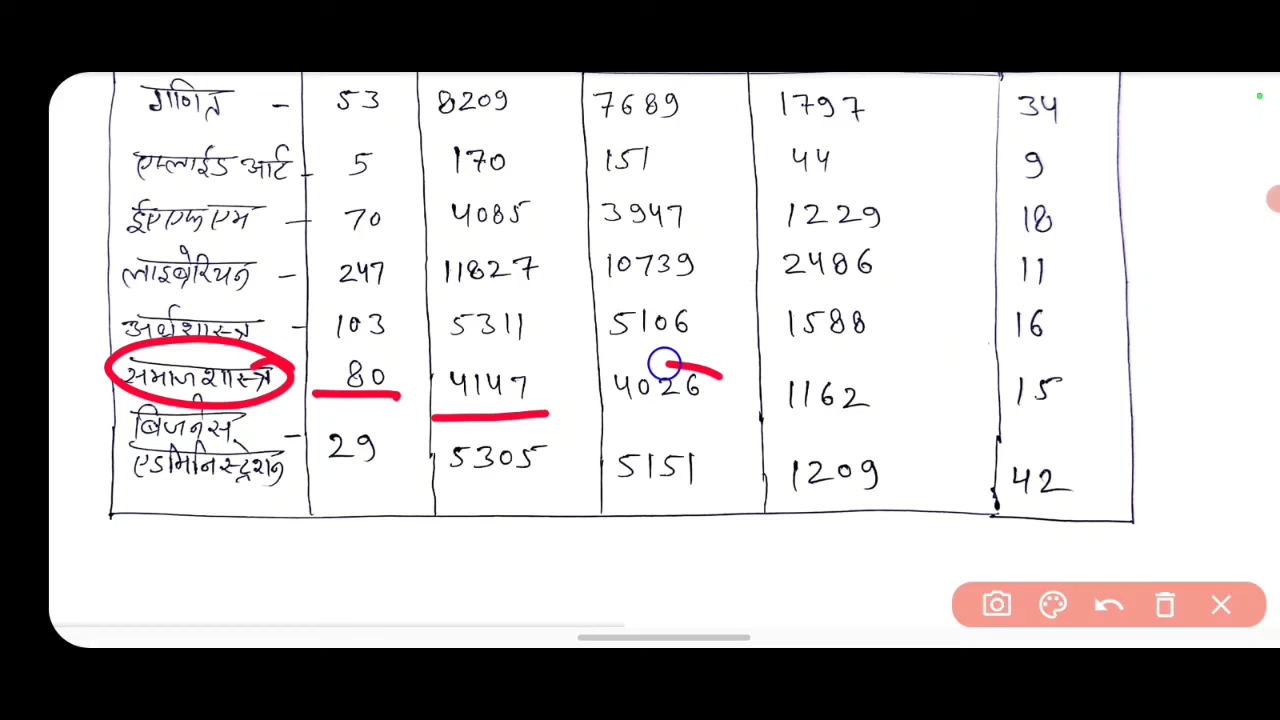 गणित - 53 8209 7689 1797 34
एप्लाईड आर्ट - 5 170 151 44 9
ईएएफएम - 70 4085 3947 1229 18
लाइब्रेरियन - 247 11827 10739 2486 11
अर्थशास्त्र - 103 5311 5106 1588 16
समाजशास्त्र 80 4147 4026 1162 15
बिजनेस
एडमिनिस्ट्रेशन - 29 5305 5151 1209 42